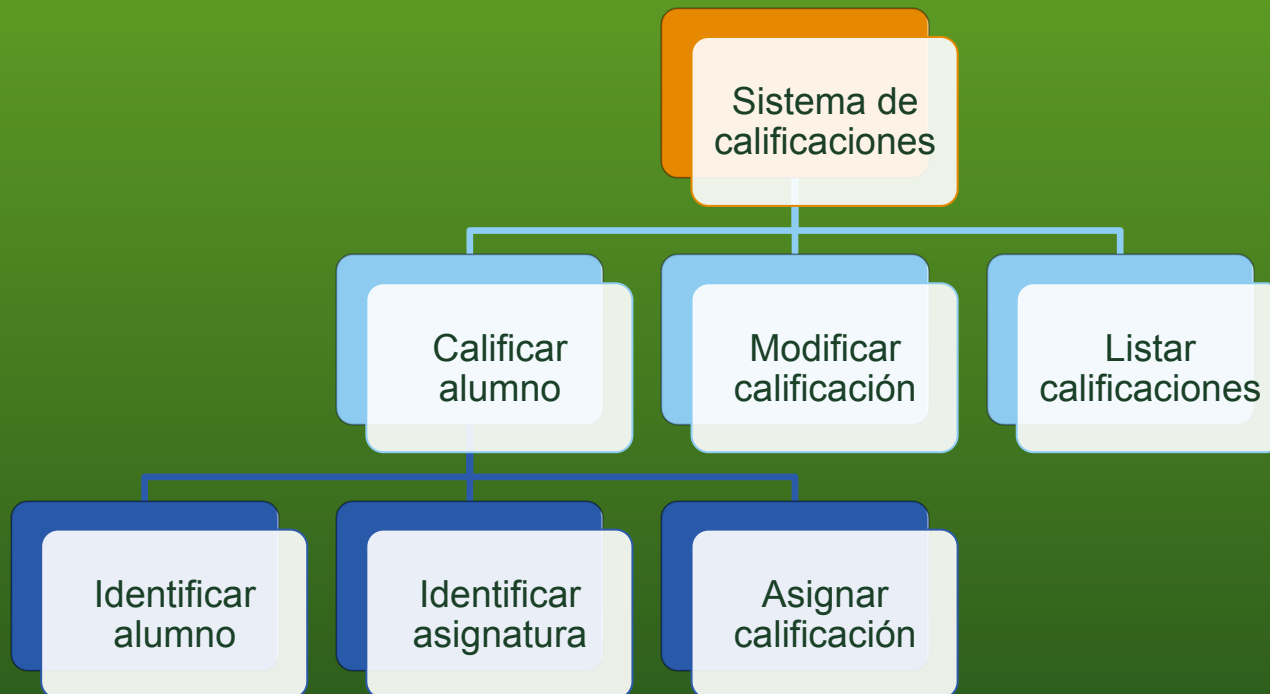 Sistema de
calificaciones
Calificar
alumno
Modificar
calificación
Listar
calificaciones
Identificar
alumno
Identificar
asignatura
Asignar
calificación